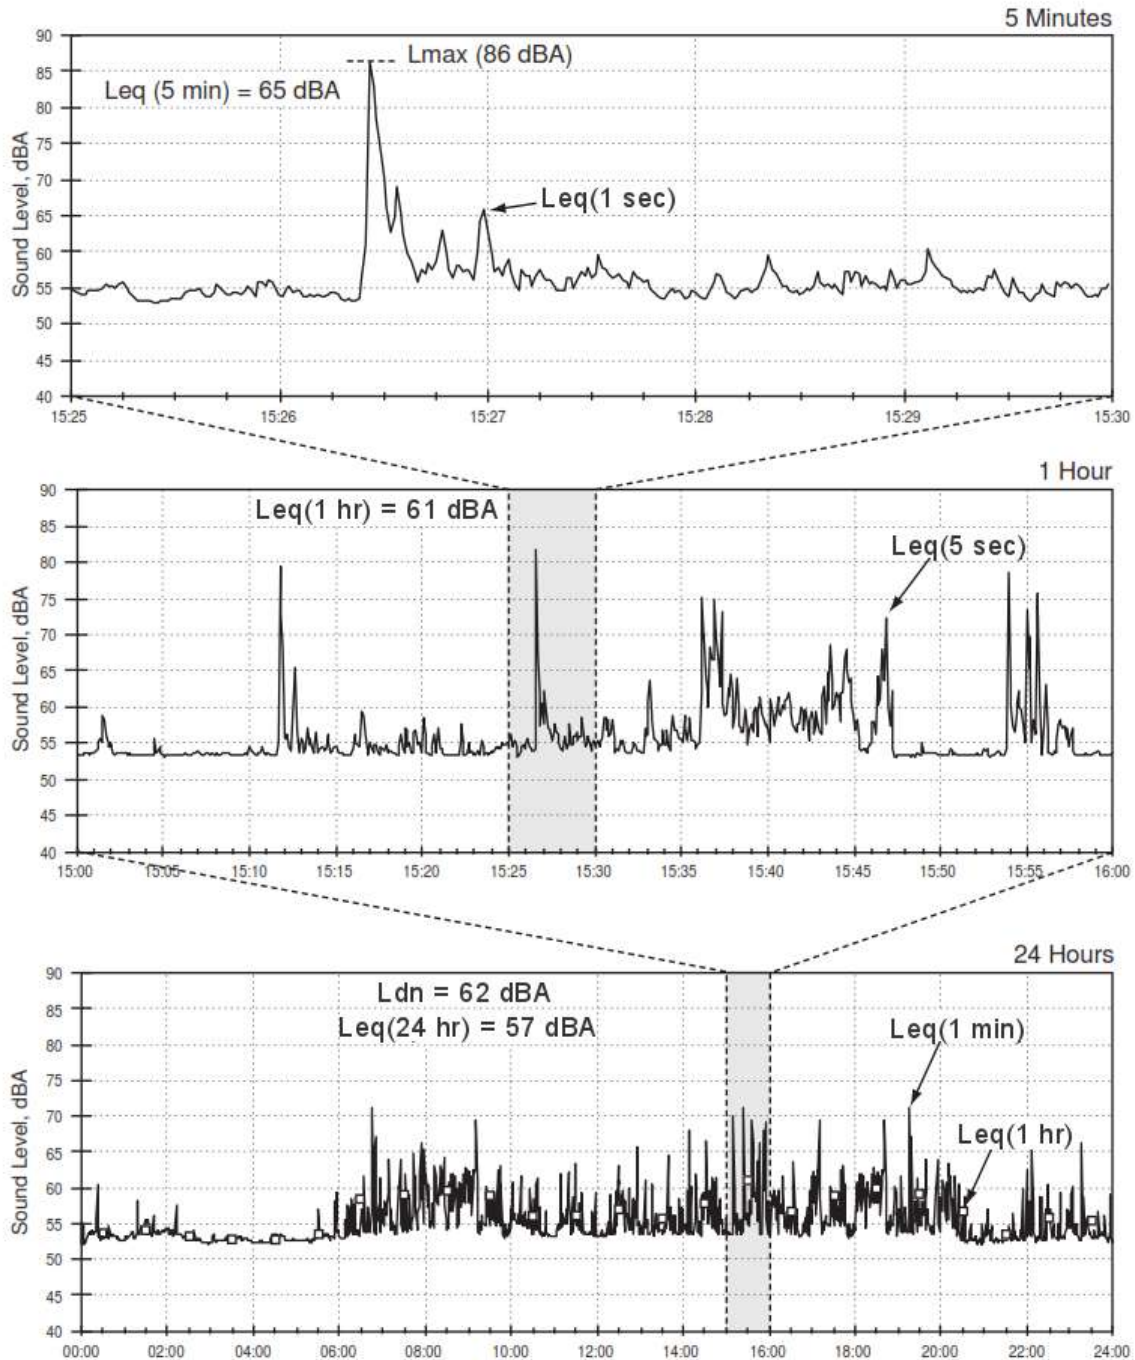 5 Minutes
90
85
80
75
70
65
60
55
50
45
40
Sound Level, dBA
Lmax (86 dBA)
Leq (5 min) = 65 dBA
Leq(1 sec)
15:25 15:26 15:27 15:28 15:29 15:30
1 Hour
90
85
80
75
70
65
60
55
50
45
40
Sound Level, dBA
Leq(1 hr) = 61 dBA
Leq(5 sec)
15:00 15:05 15:10 15:15 15:20 15:25 15:30 15:35 15:40 15:45 15:50 15:55 16:00
24 Hours
90
85
80
75
70
65
60
55
50
45
40
Sound Level, dBA
Ldn = 62 dBA
Leq(24 hr) = 57 dBA
Leq(1 min)
Leq(1 hr)
00:00 02:00 04:00 06:00 08:00 10:00 12:00 14:00 16:00 18:00 20:00 22:00 24:00